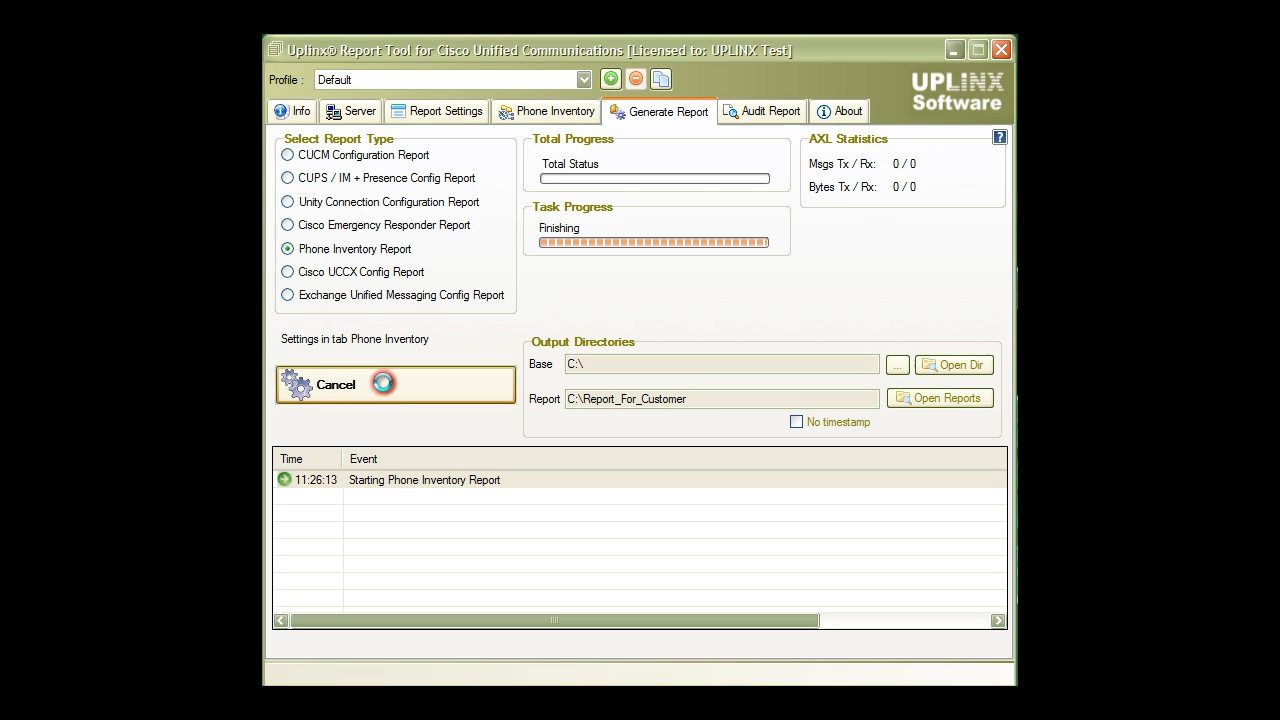 Uplinx® Report Tool for Cisco Unified Communications [Licensed to: UPLINX Test]
Profile : Default
UPLINX Software
Info Server Report Settings Phone Inventory Generate Report Audit Report About
Select Report Type
CUCM Configuration Report
CUPS / IM + Presence Config Report
Unity Connection Configuration Report
Cisco Emergency Responder Report
Phone Inventory Report
Cisco UCCX Config Report
Exchange Unified Messaging Config Report
Total Progress
Total Status
Task Progress
Finishing
AXL Statistics ?
Msgs Tx / Rx: 0 / 0
Bytes Tx / Rx: 0 / 0
Settings in tab Phone Inventory
Cancel
Output Directories
Base C:\ ... Open Dir
Report C:\Report_For_Customer Open Reports
No timestamp
Time Event
11:26:13 Starting Phone Inventory Report